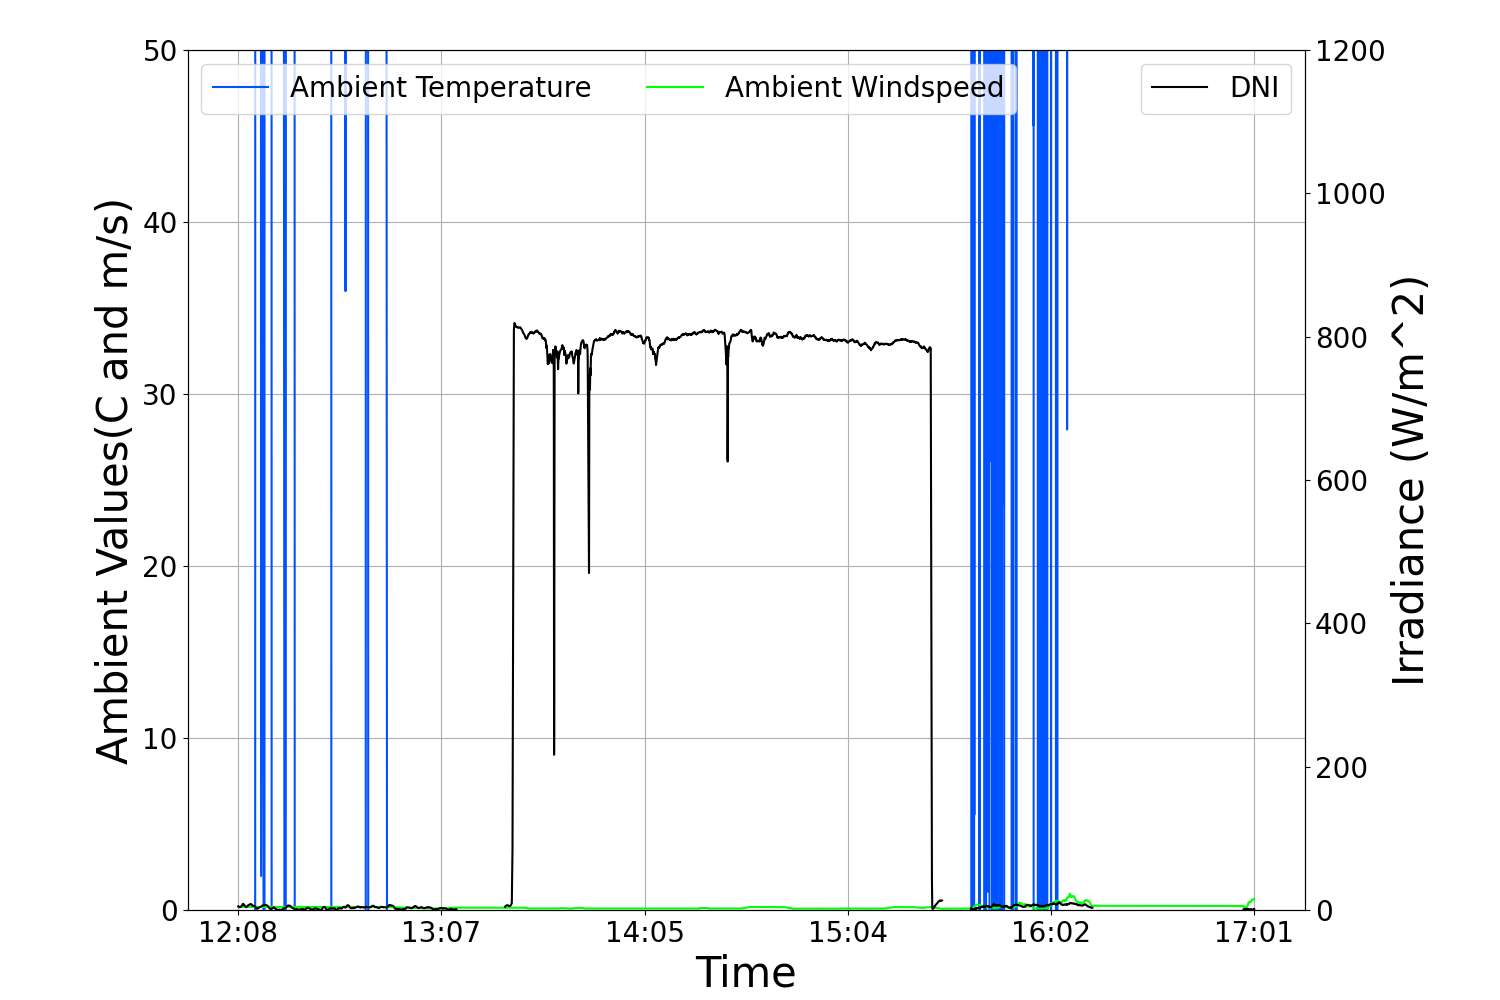 Ambient Temperature Ambient Windspeed DNI
50
40
30
20
10
0
Ambient Values(C and m/s)
1200
1000
800
600
400
200
0
Irradiance (W/m^2)
12:08 13:07 14:05 15:04 16:02 17:01
Time